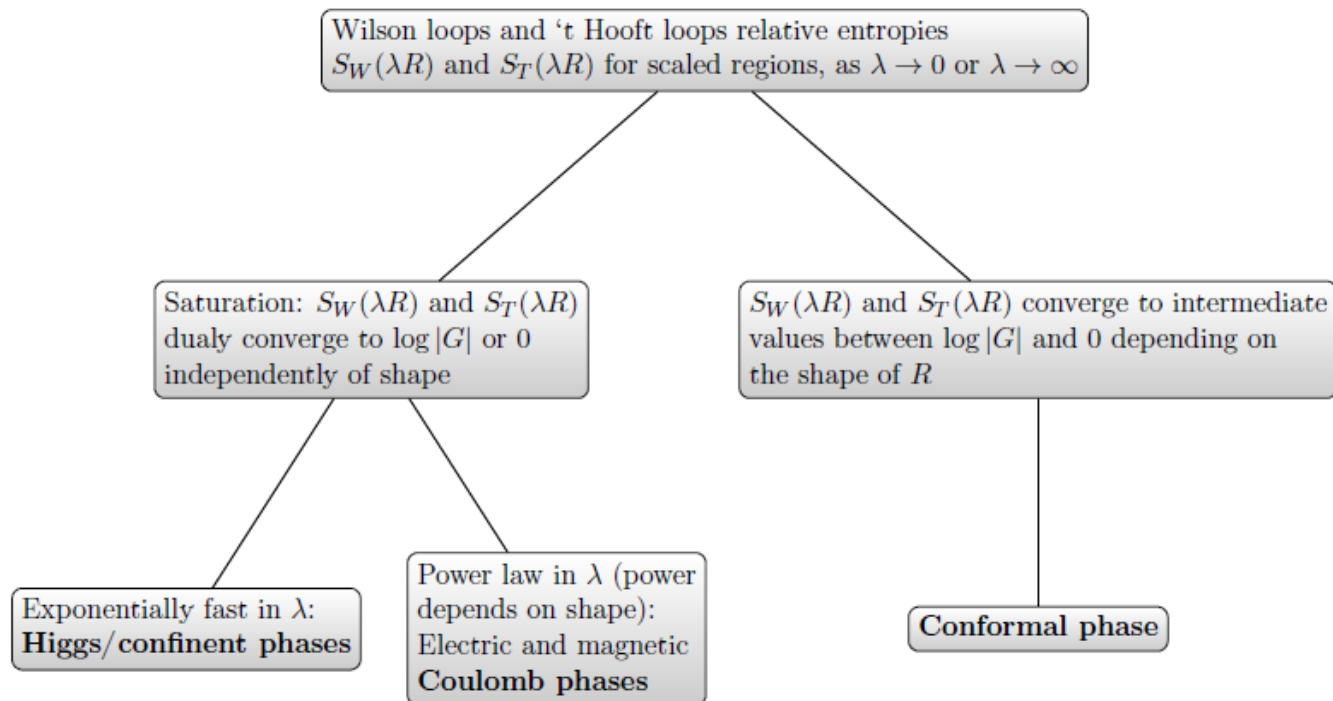 Wilson loops and ‘t Hooft loops relative entropies
S_W(λR) and S_T(λR) for scaled regions, as λ → 0 or λ → ∞
Saturation: S_W(λR) and S_T(λR)
dualy converge to log |G| or 0
independently of shape
S_W(λR) and S_T(λR) converge to intermediate
values between log |G| and 0 depending on
the shape of R
Exponentially fast in λ:
Higgs/confinent phases
Power law in λ (power
depends on shape):
Electric and magnetic
Coulomb phases
Conformal phase